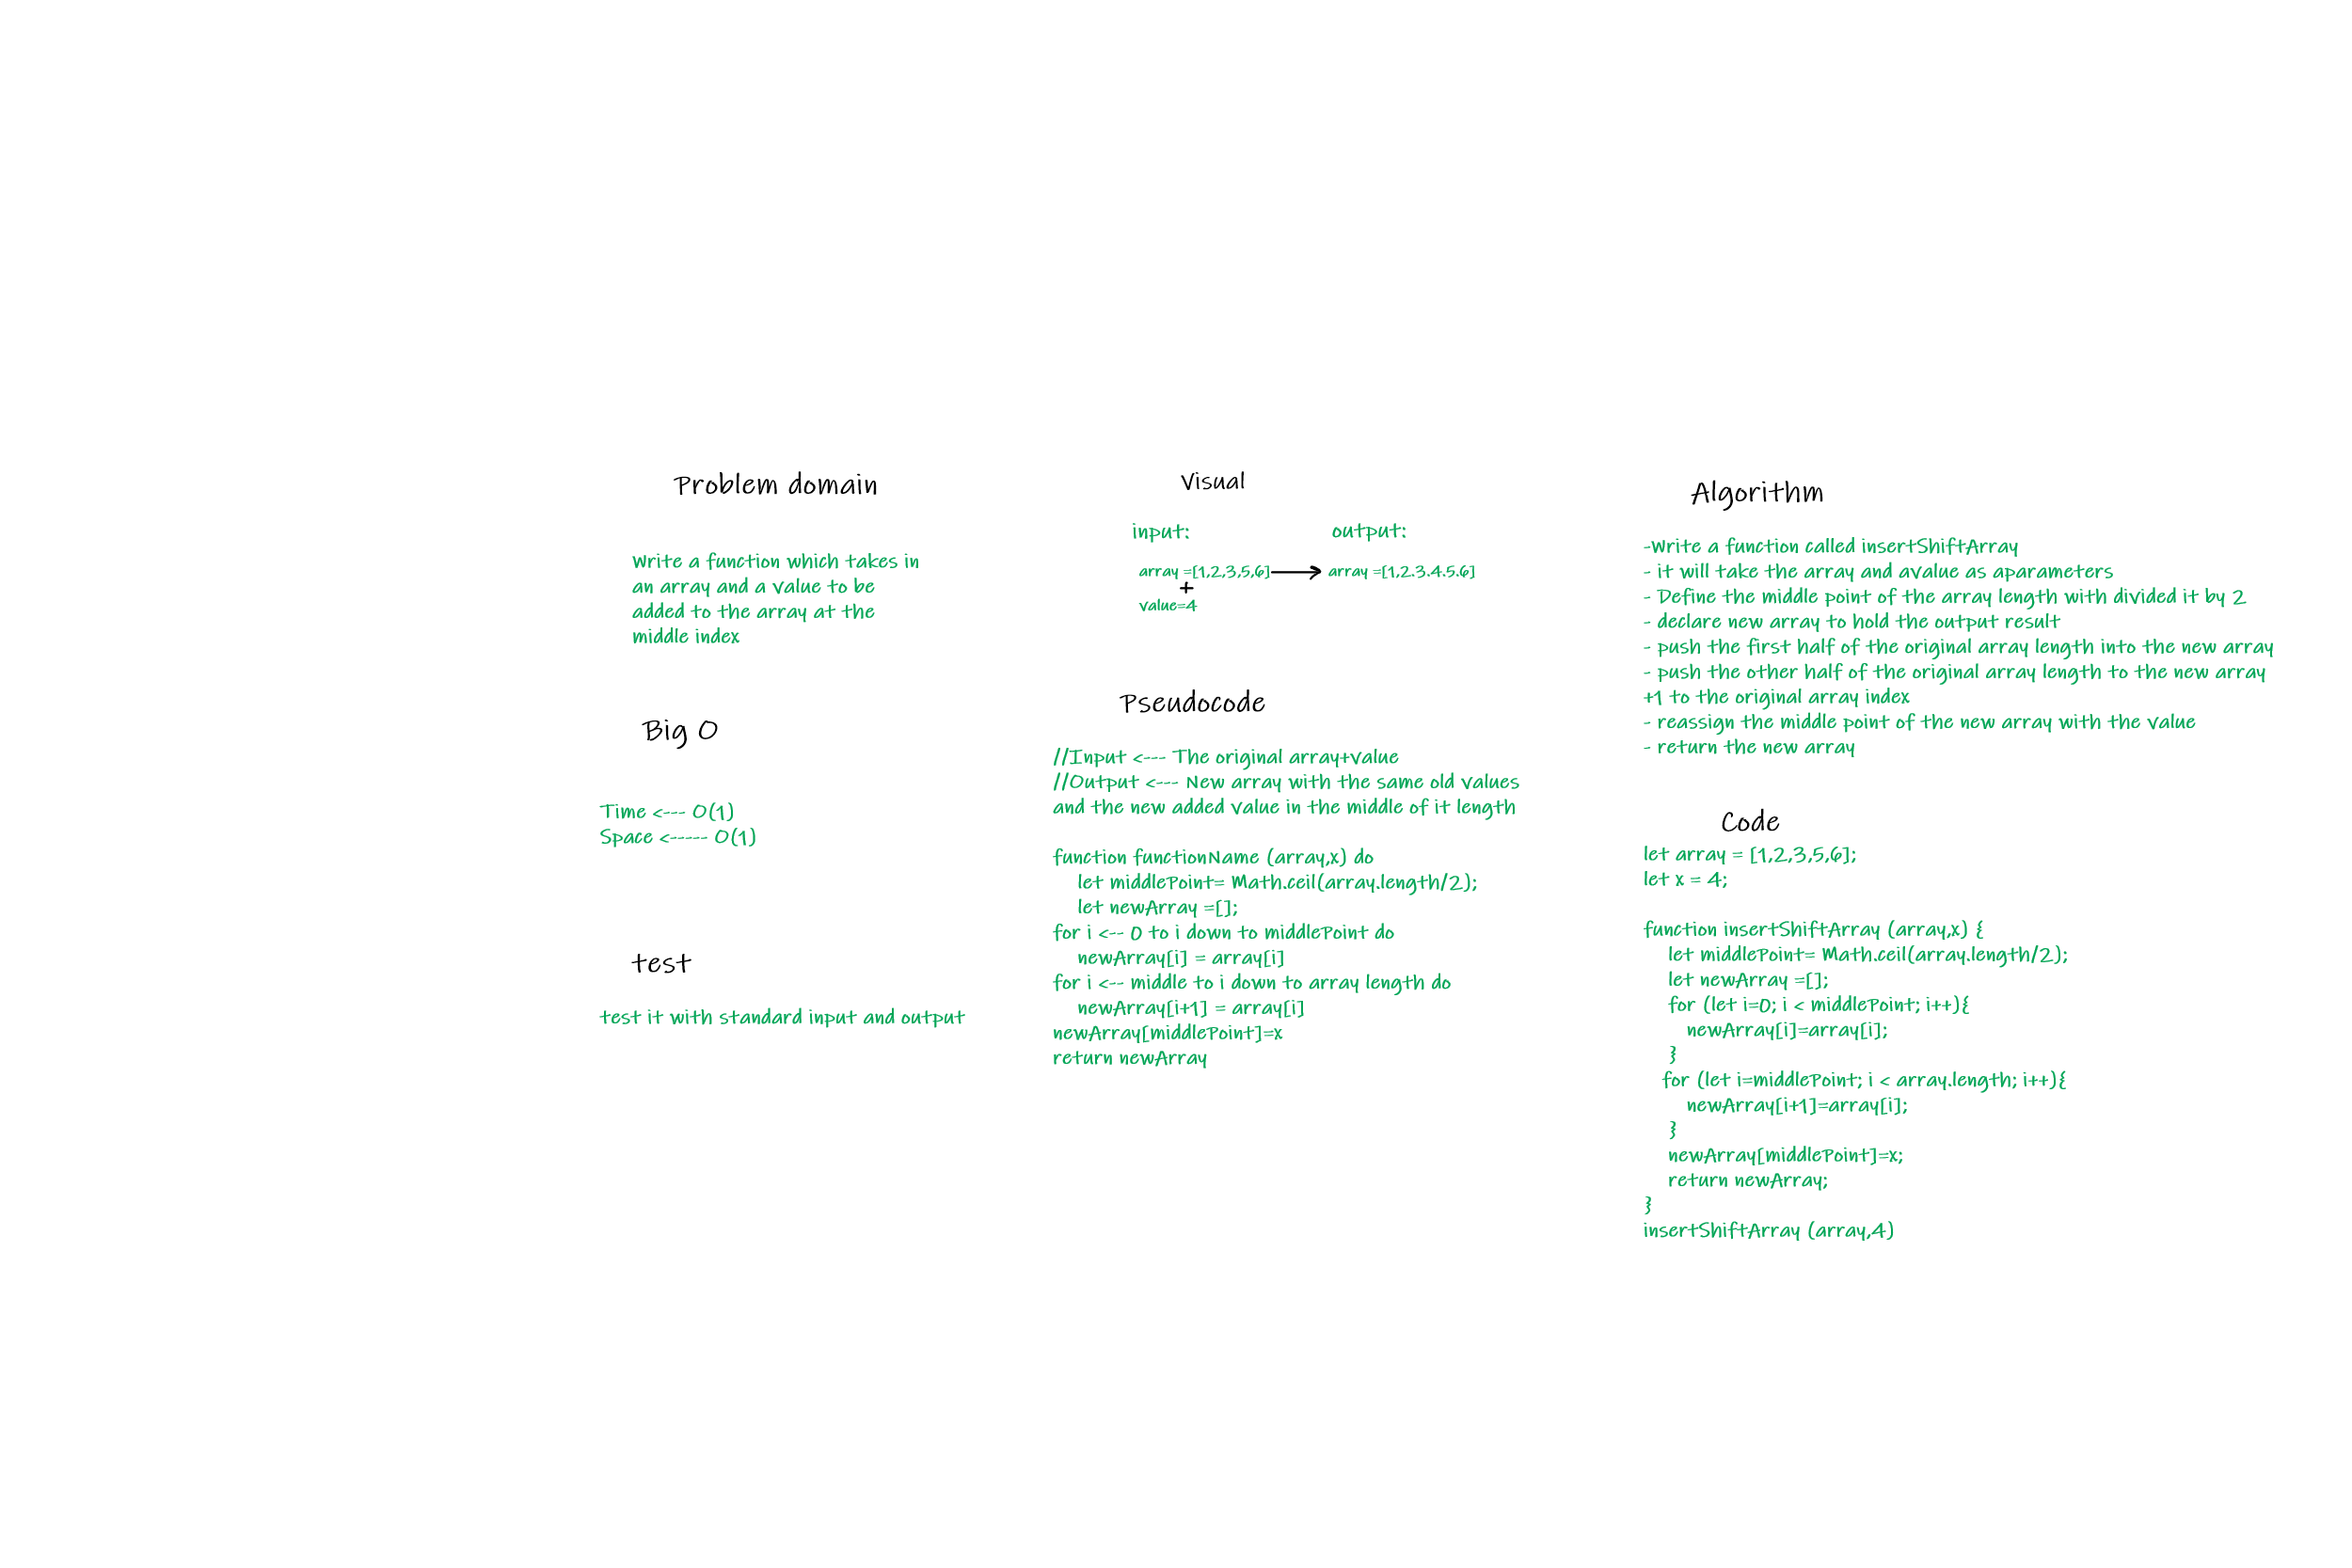 Problem domain
Write a function which takes in
an array and a value to be
added to the array at the
middle index
Big O
Time <--- O(1)
Space <----- O(1)
test
test it with standard input and output
Visual
input:
output:
array =[1,2,3,5,6]
array =[1,2.3.4.5.6]
+
value=4
Pseudocode
//Input <--- The original array+value
//Output <--- New array with the same old values
and the new added value in the middle of it length
function functionName (array,x) do
let middlePoint= Math.ceil(array.length/2);
let newArray =[];
for i <-- 0 to i down to middlePoint do
newArray[i] = array[i]
for i <-- middle to i down to array length do
newArray[i+1] = array[i]
newArray[middlePoint]=x
return newArray
Algorithm
-Write a function called insertShiftArray
- it will take the array and avalue as aparameters
- Define the middle point of the array length with divided it by 2
- declare new array to hold the output result
- push the first half of the original array length into the new array
- push the other half of the original array length to the new array
+1 to the original array index
- reassign the middle point of the new array with the value
- return the new array
Code
let array = [1,2,3,5,6];
let x = 4;
function insertShiftArray (array,x) {
let middlePoint= Math.ceil(array.length/2);
let newArray =[];
for (let i=0; i < middlePoint; i++){
newArray[i]=array[i];
}
for (let i=middlePoint; i < array.length; i++){
newArray[i+1]=array[i];
}
newArray[middlePoint]=x;
return newArray;
}
insertShiftArray (array,4)